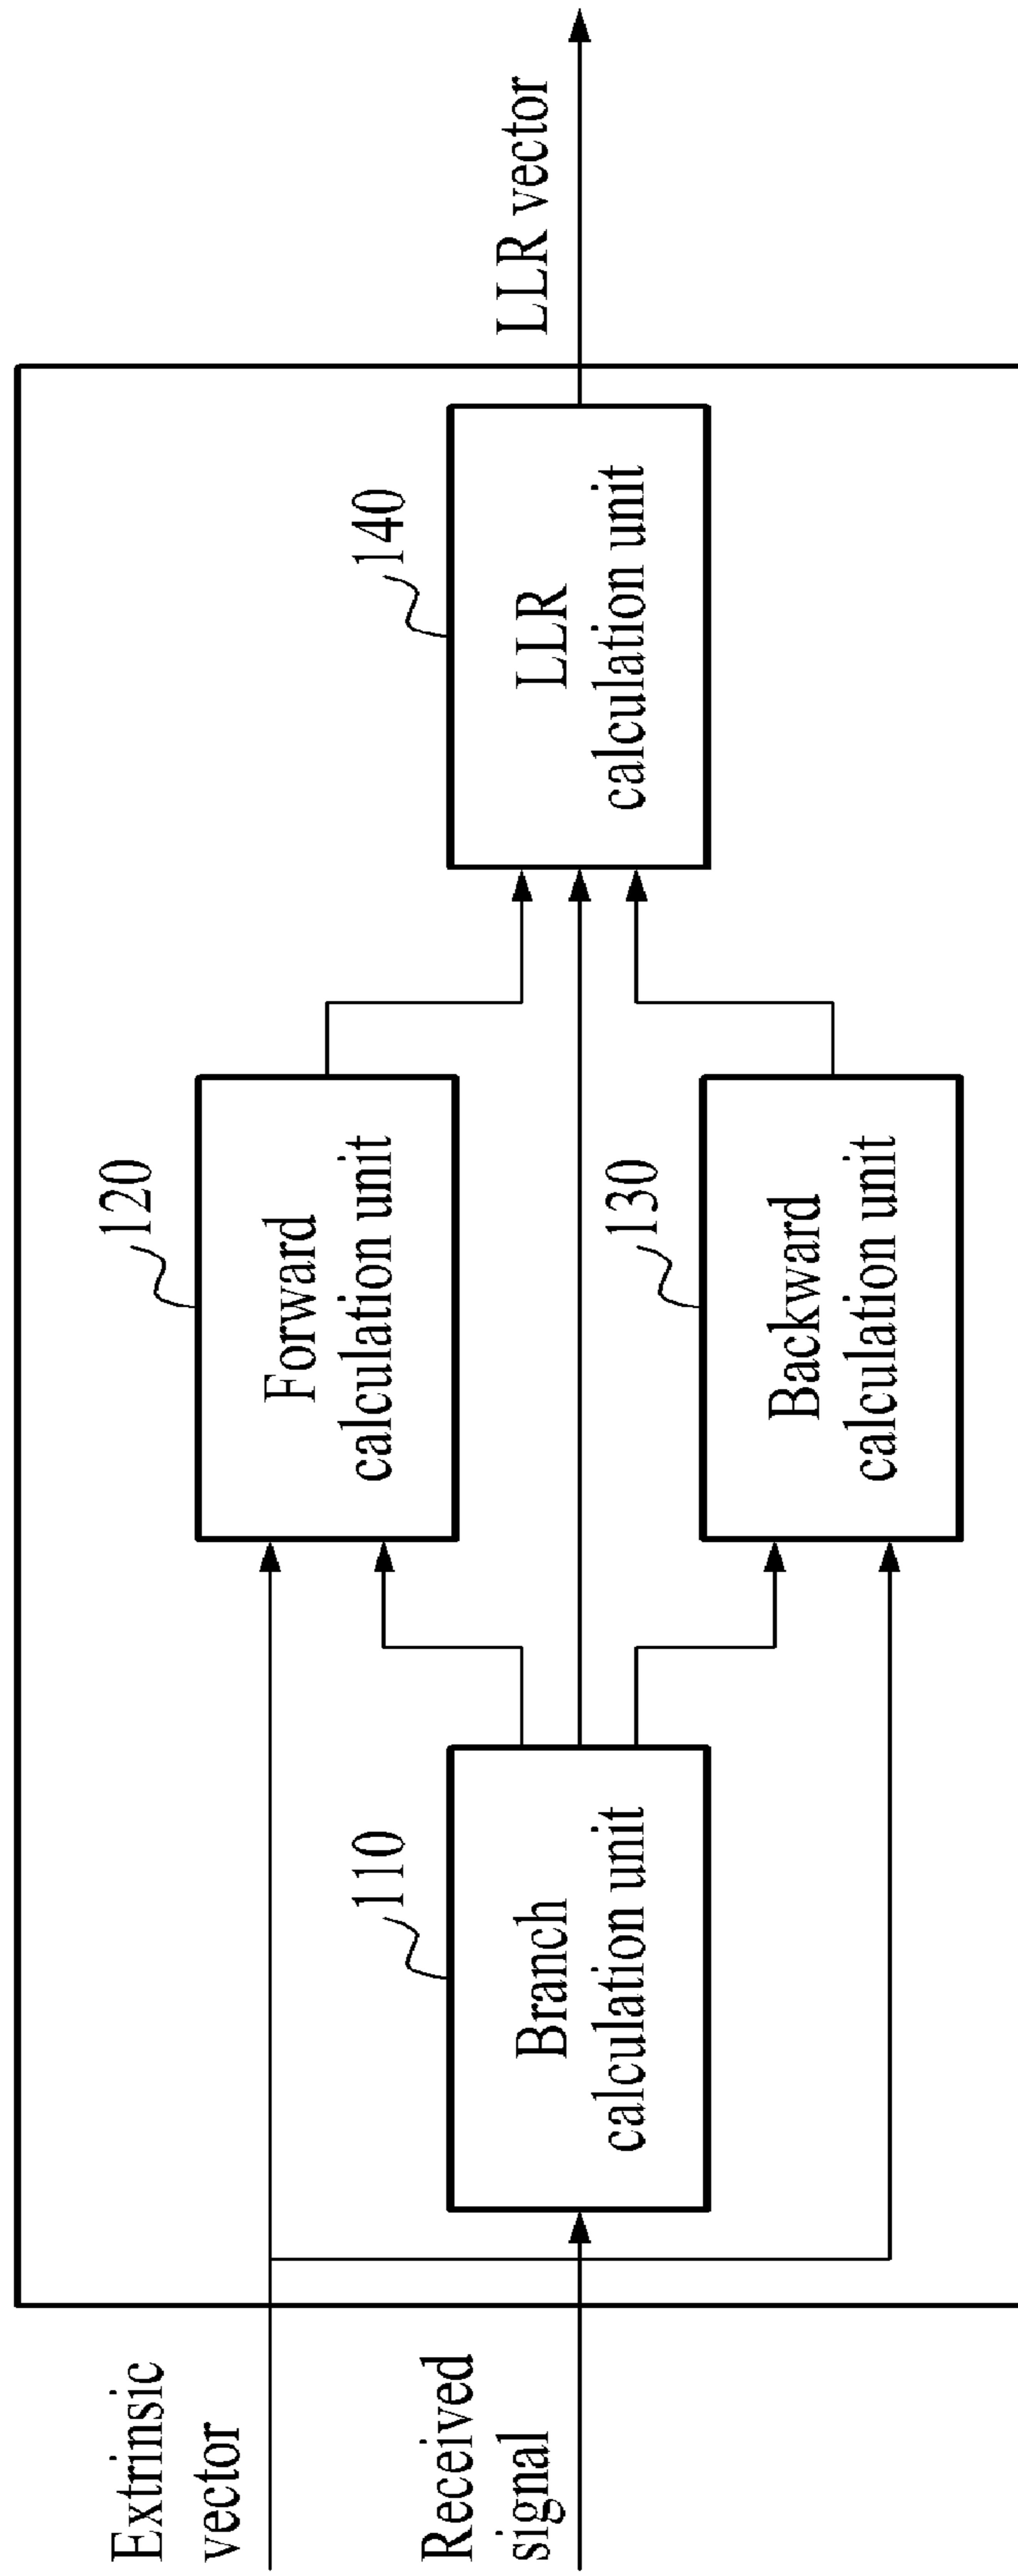 Extrinsic
vector
Received
signal
110
Branch
calculation unit
120
Forward
calculation unit
130
Backward
calculation unit
140
LLR
calculation unit
LLR vector